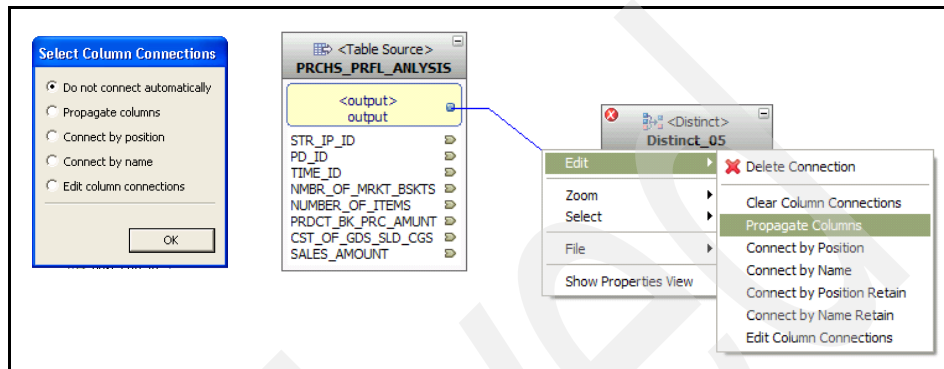 Select Column Connections
Do not connect automatically
Propagate columns
Connect by position
Connect by name
Edit column connections
OK
<Table Source>
PRCHS_PRFL_ANLYSIS
<output>
output
STR_IP_ID
PD_ID
TIME_ID
NMBR_OF_MRKT_BSKTS
NUMBER_OF_ITEMS
PRDCT_BK_PRC_AMUNT
CST_OF_GDS_SLD_CGS
SALES_AMOUNT
<Distinct>
Distinct_05
Edit
Zoom
Select
File
Show Properties View
Delete Connection
Clear Column Connections
Propagate Columns
Connect by Position
Connect by Name
Connect by Position Retain
Connect by Name Retain
Edit Column Connections